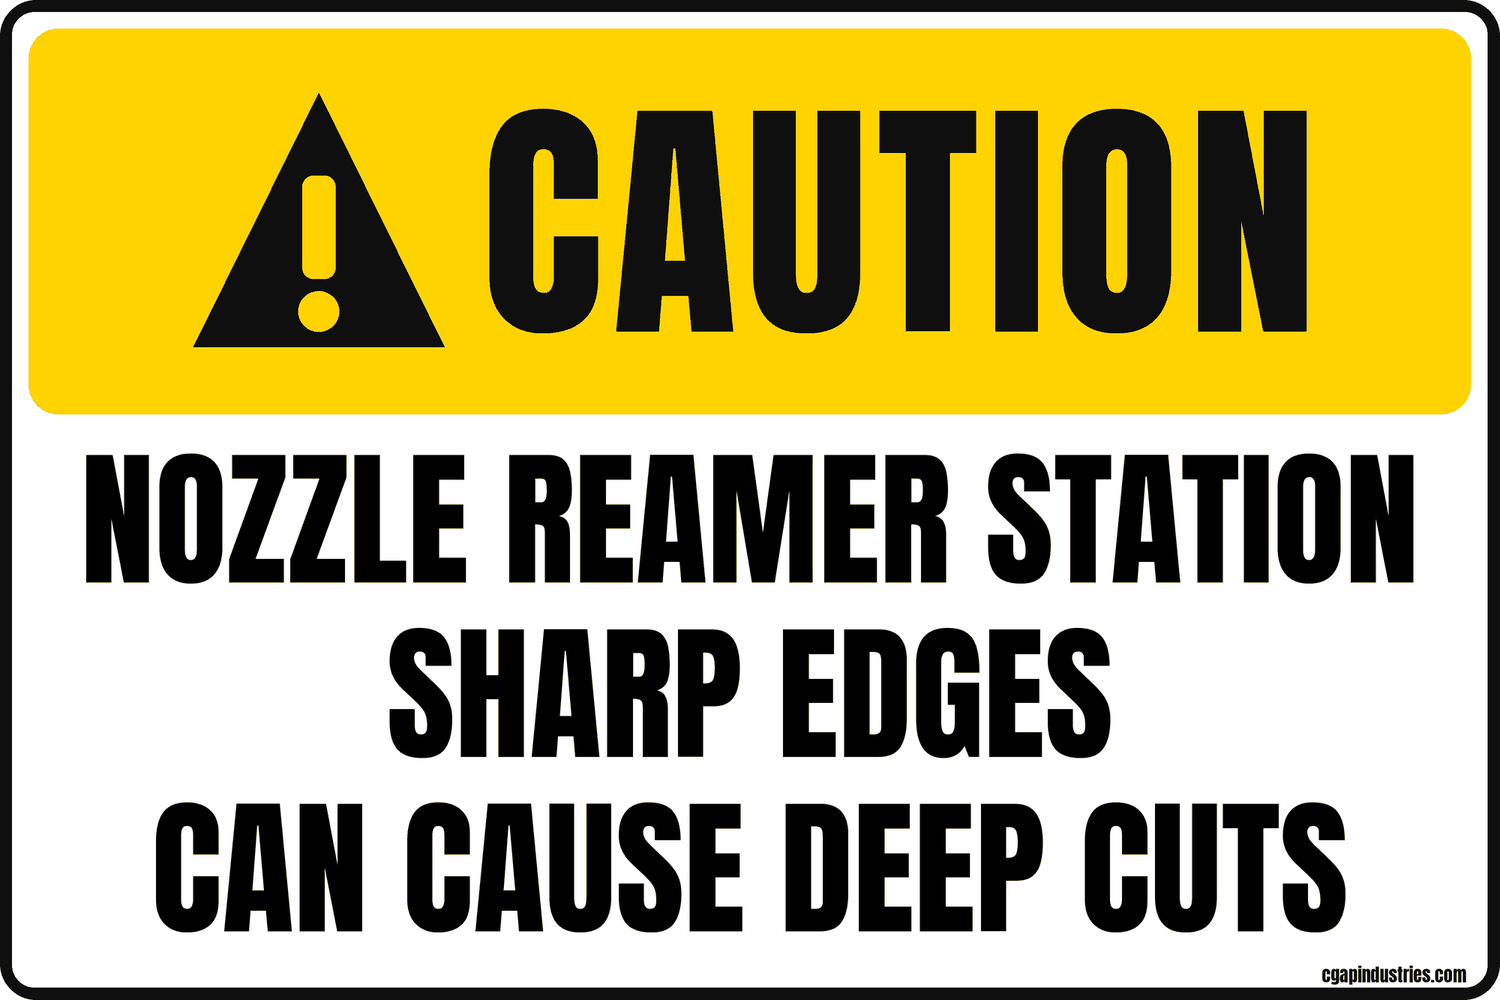 CAUTION
NOZZLE REAMER STATION
SHARP EDGES
CAN CAUSE DEEP CUTS
cgapindustries.com